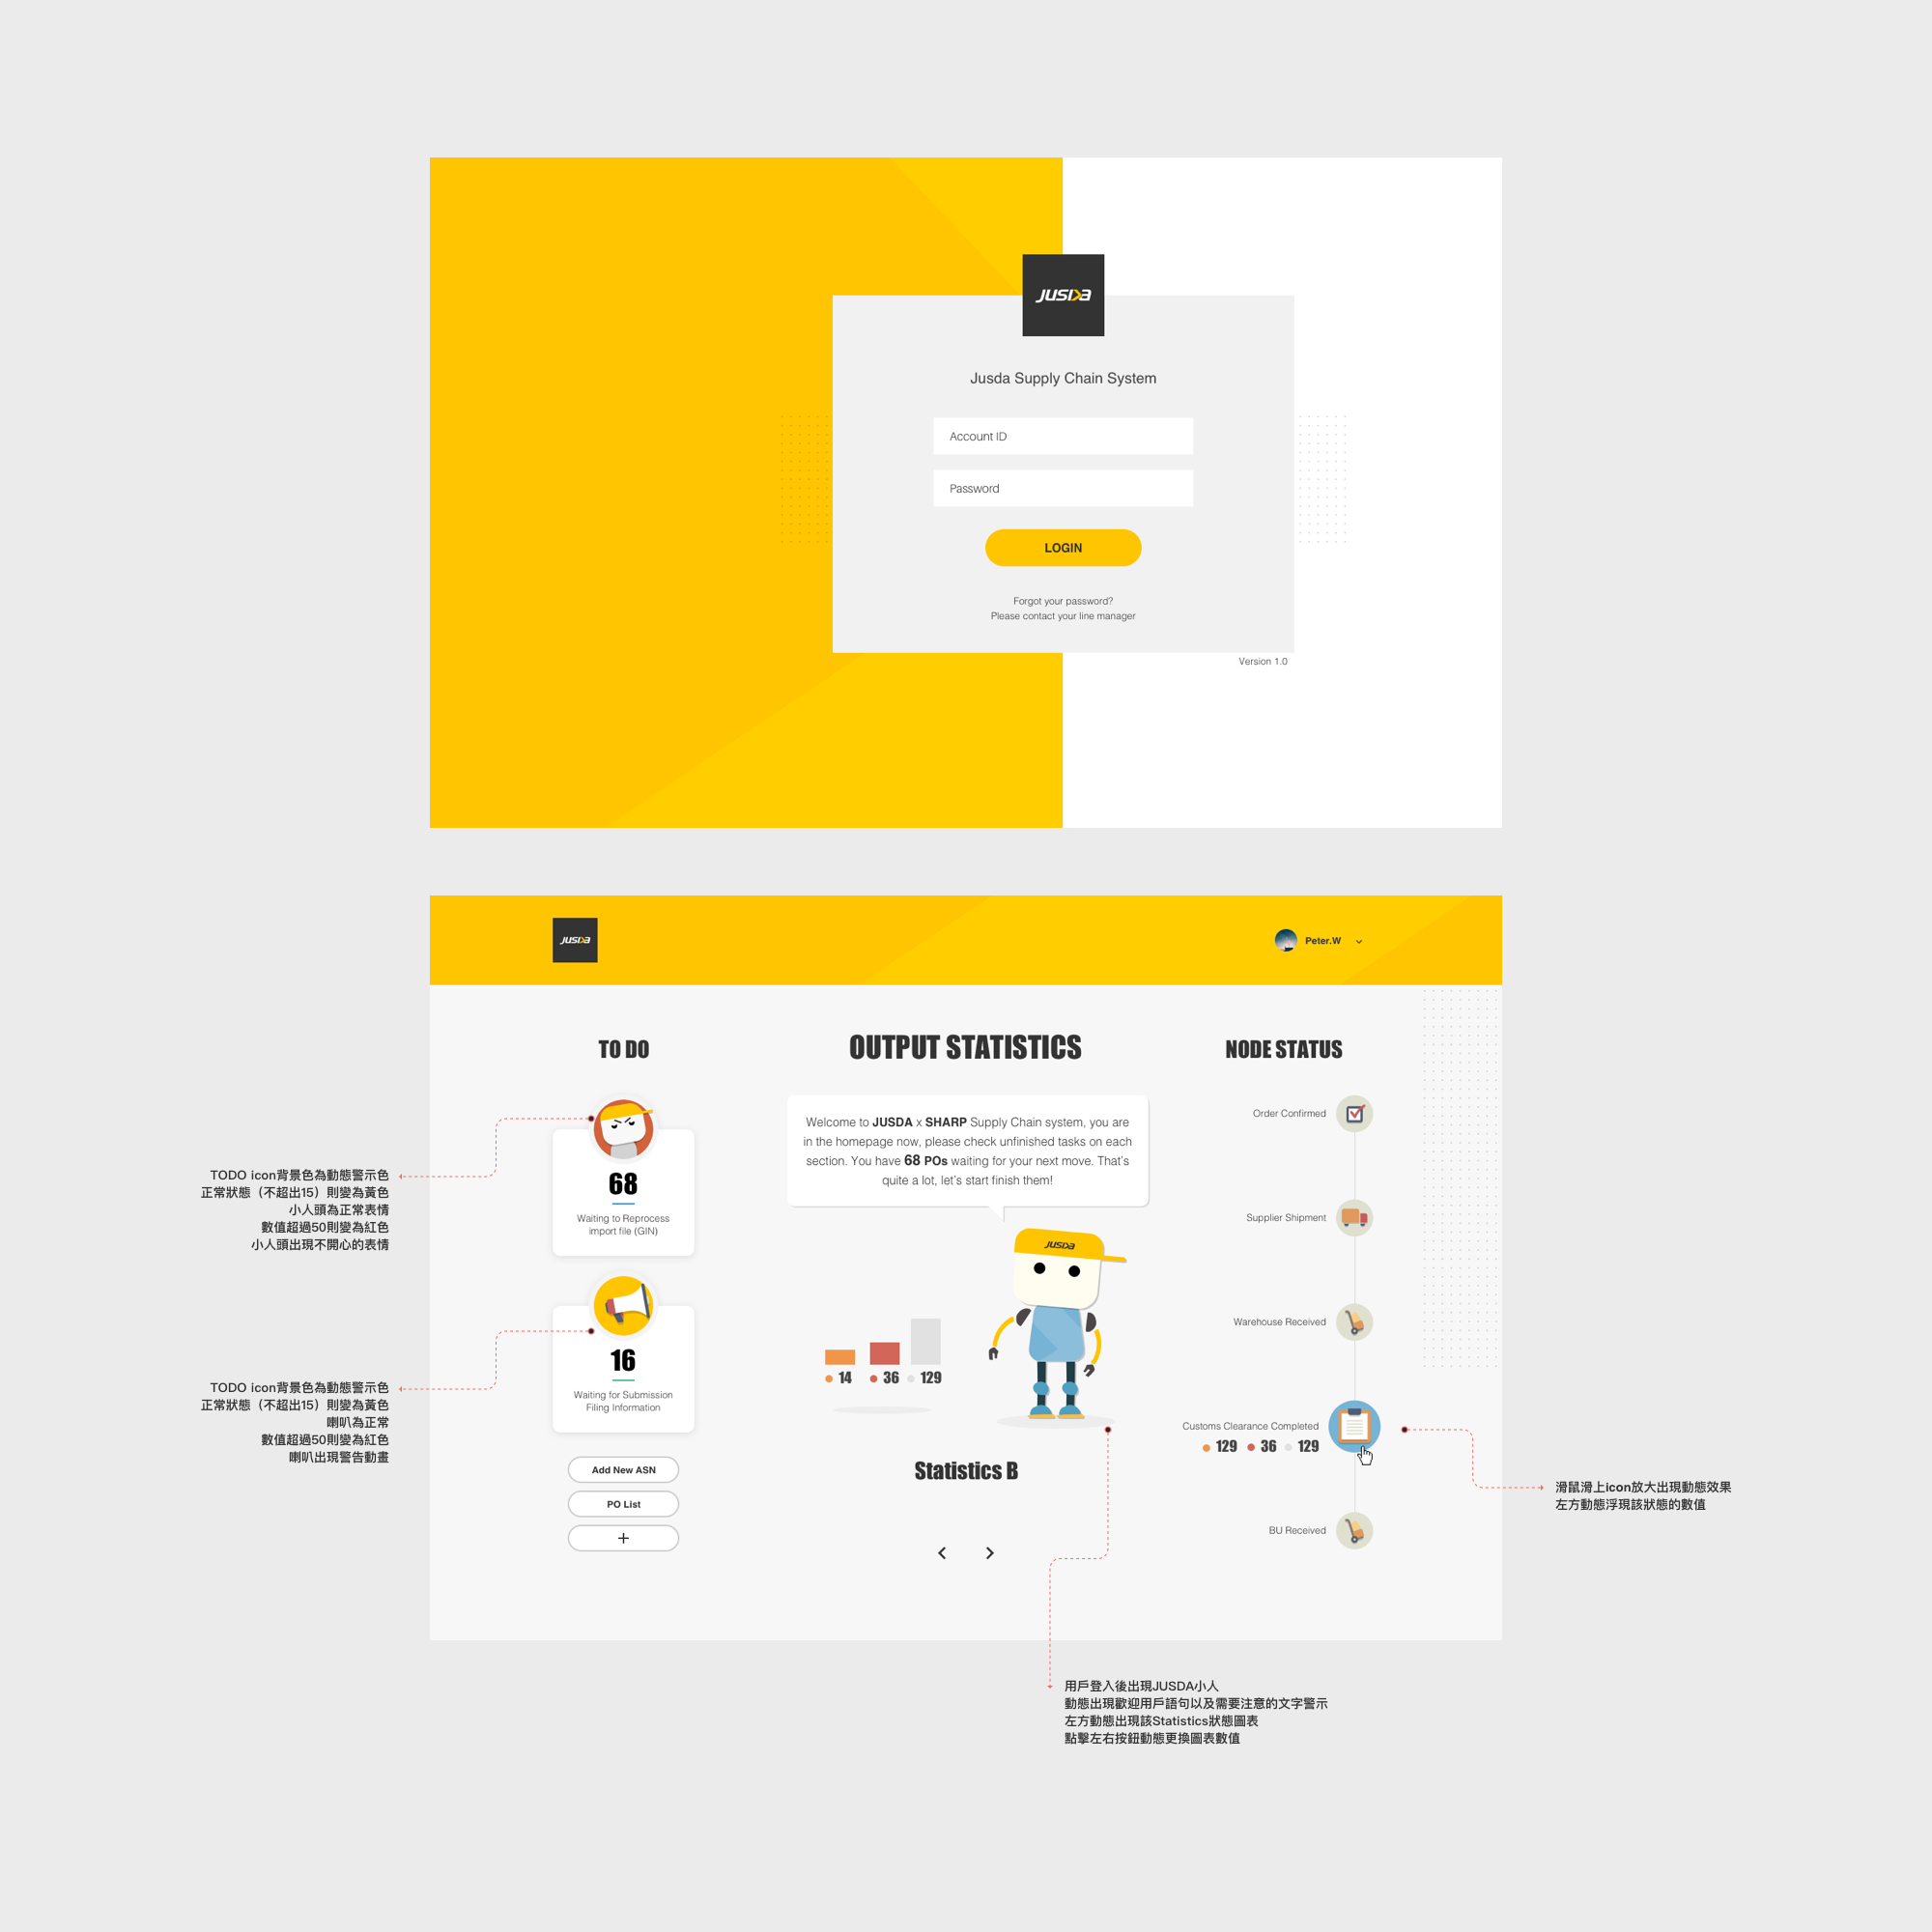 JUSDA
Jusda Supply Chain System
Account ID
Password
LOGIN
Forgot your password?
Please contact your line manager
Version 1.0
JUSDA
Peter.W
TO DO
68
Waiting to Reprocess
import file (GIN)
16
Waiting for Submission
Filing Information
Add New ASN
PO List
+
TODO icon背景色為動態警示色
正常狀態（不超出15）則變為黃色
小人頭為正常表情
數值超過50則變為紅色
小人頭出現不開心的表情
TODO icon背景色為動態警示色
正常狀態（不超出15）則變為黃色
喇叭為正常
數值超過50則變為紅色
喇叭出現警告動畫
OUTPUT STATISTICS
Welcome to JUSDA x SHARP Supply Chain system, you are
in the homepage now, please check unfinished tasks on each
section. You have 68 POs waiting for your next move. That's
quite a lot, let's start finish them!
JUSDA
14 36 129
Statistics B
NODE STATUS
Order Confirmed
Supplier Shipment
Warehouse Received
Customs Clearance Completed
129 36 129
BU Received
滑鼠滑上icon放大出現動態效果
左方動態浮現該狀態的數值
用戶登入後出現JUSDA小人
動態出現歡迎用戶語句以及需要注意的文字警示
左方動態出現該Statistics狀態圖表
點擊左右按鈕動態更換圖表數值